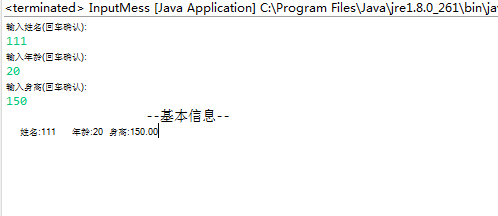 <terminated> InputMess [Java Application] C:\Program Files\Java\jre1.8.0_261\bin\jav
输入姓名(回车确认):
111
输入年龄(回车确认):
20
输入身高(回车确认):
150
--基本信息--
姓名:111 年龄:20 身高:150.00